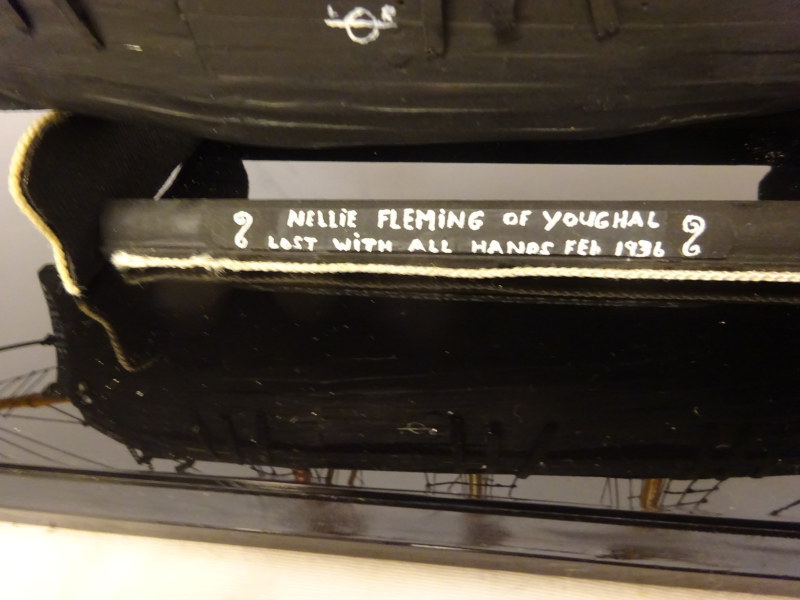 NELLIE FLEMING OF YOUGHAL
LOST WITH ALL HANDS FEb 1936